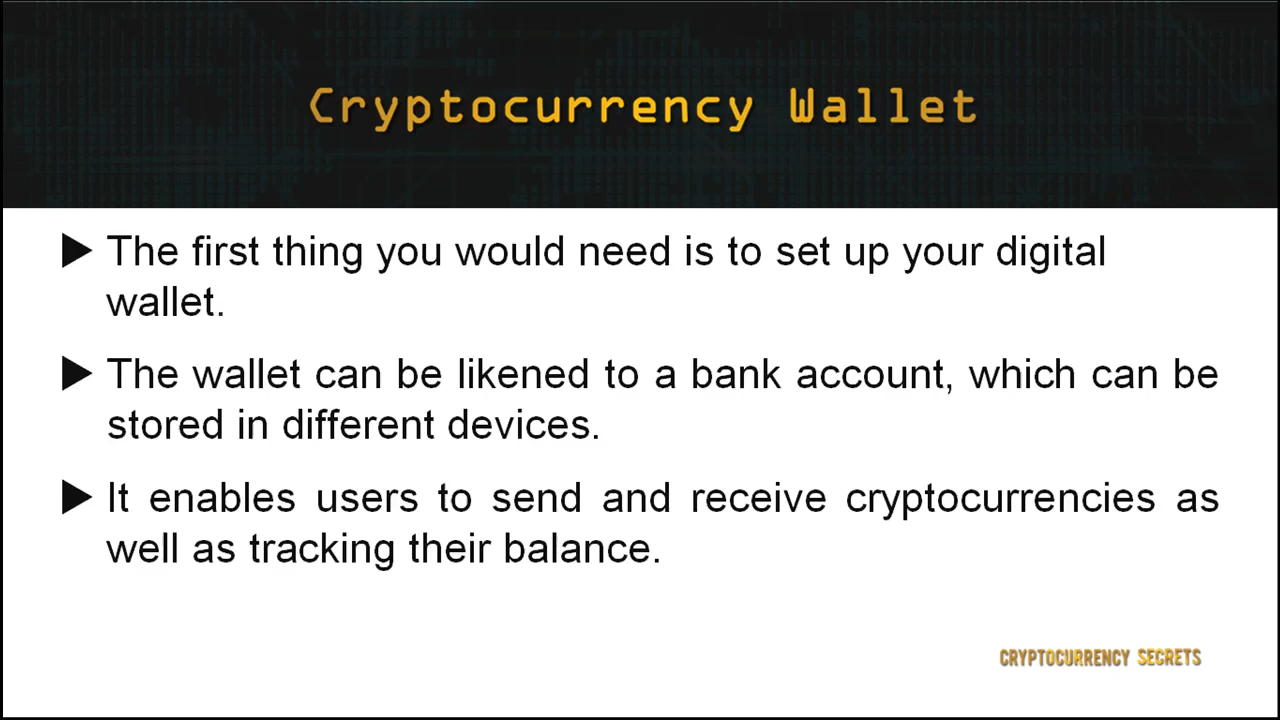 Cryptocurrency Wallet
▶ The first thing you would need is to set up your digital
wallet.
▶ The wallet can be likened to a bank account, which can be
stored in different devices.
▶ It enables users to send and receive cryptocurrencies as
well as tracking their balance.
CRYPTOCURRENCY SECRETS